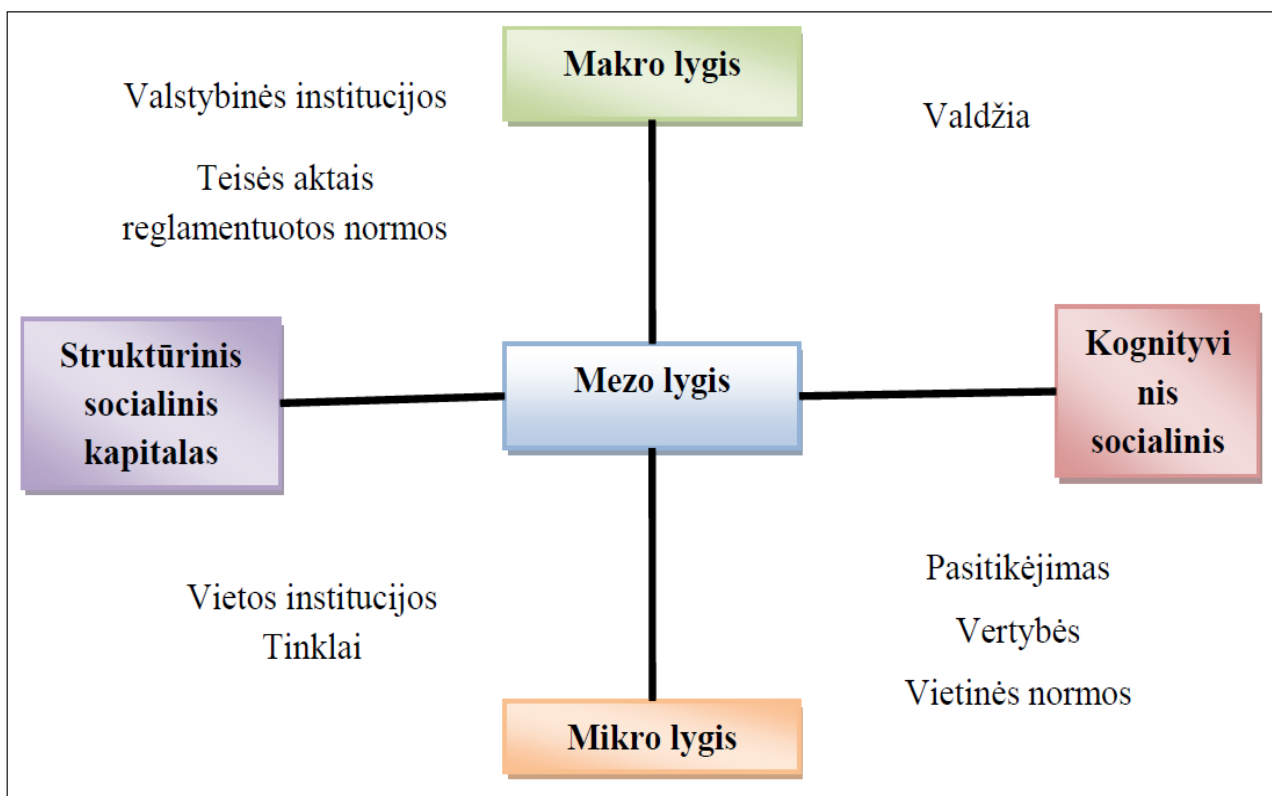 Makro lygis
Valstybinės institucijos
Valdžia
Teisės aktais
reglamentuotos normos
Struktūrinis
socialinis
kapitalas
Mezo lygis
Kognityvi
nis
socialinis
Vietos institucijos
Tinklai
Pasitikėjimas
Vertybės
Vietinės normos
Mikro lygis